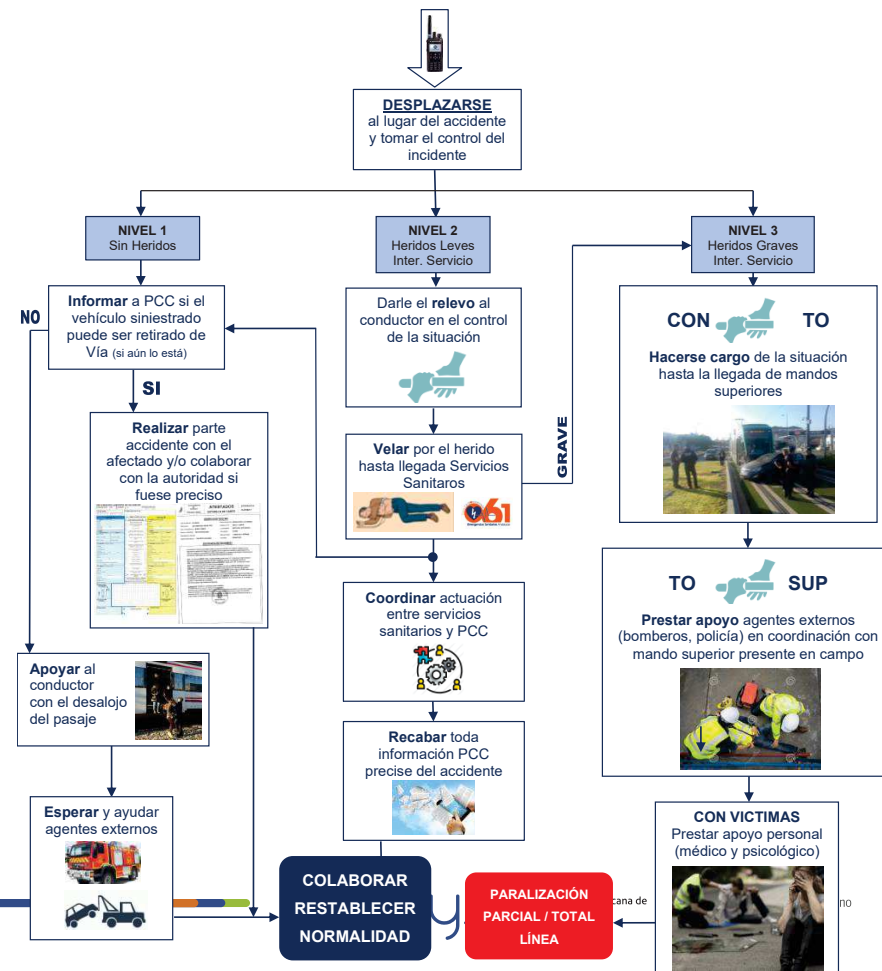 DESPLAZARSE
al lugar del accidente
y tomar el control del
incidente
NIVEL 1
Sin Heridos
NIVEL 2
Heridos Leves
Inter. Servicio
NIVEL 3
Heridos Graves
Inter. Servicio
NO
Informar a PCC si el
vehículo siniestrado
puede ser retirado de
Vía (si aún lo está)
SI
Realizar parte
accidente con el
afectado y/o colaborar
con la autoridad si
fuese preciso
Apoyar al
conductor
con el desalojo
del pasaje
Esperar y ayudar
agentes externos
Darle el relevo al
conductor en el control
de la situación
Velar por el herido
hasta llegada Servicios
Sanitaros
061
GRAVE
Coordinar actuación
entre servicios
sanitarios y PCC
Recabar toda
información PCC
precise del accidente
CON TO
Hacerse cargo de la situación
hasta la llegada de mandos
superiores
TO SUP
Prestar apoyo agentes externos
(bomberos, policía) en coordinación con
mando superior presente en campo
CON VICTIMAS
Prestar apoyo personal
(médico y psicológico)
COLABORAR
RESTABLECER
NORMALIDAD
y
PARALIZACIÓN
PARCIAL / TOTAL
LÍNEA
cana de
no